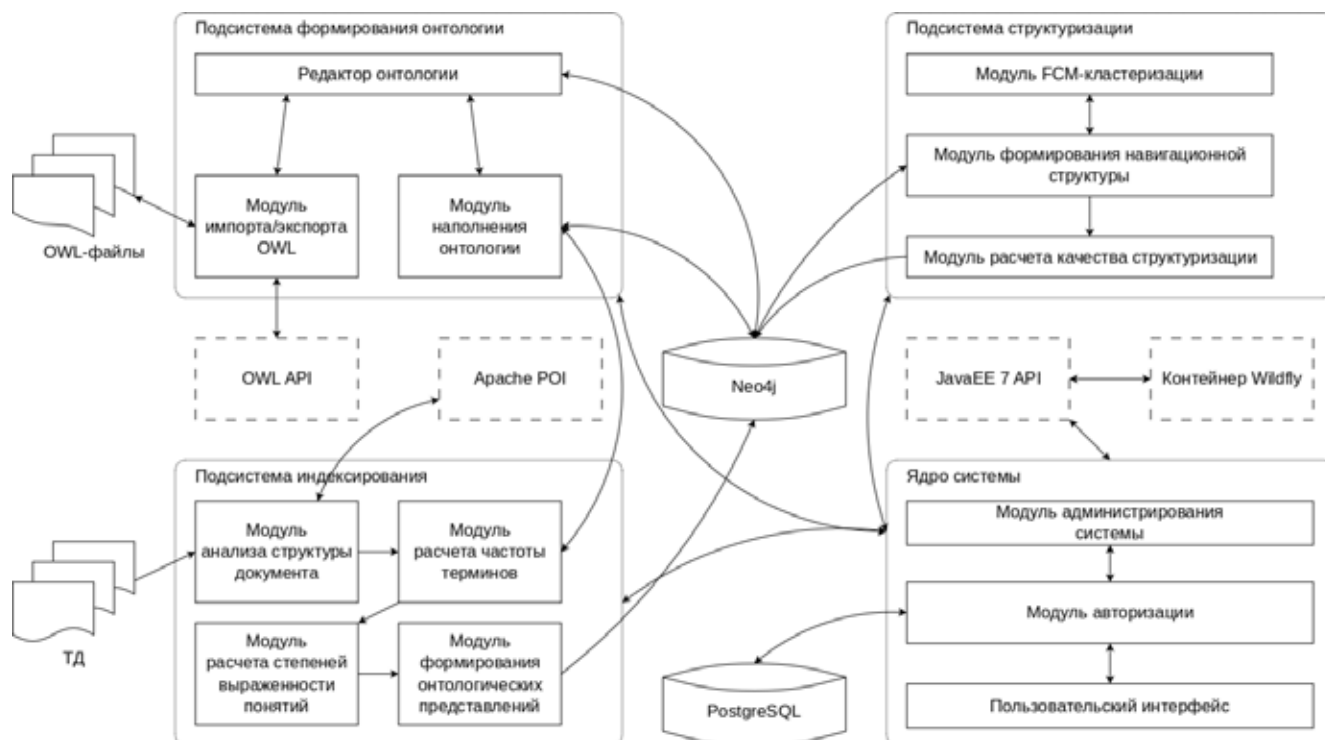 Подсистема формирования онтологии
Редактор онтологии
Модуль
импорта/экспорта
OWL
Модуль
наполнения
онтологии
OWL-файлы
Подсистема структуризации
Модуль FCM-кластеризации
Модуль формирования навигационной
структуры
Модуль расчета качества структуризации
OWL API
Apache POI
Neo4j
JavaEE 7 API
Контейнер Wildfly
Подсистема индексирования
Модуль
анализа структуры
документа
Модуль
расчета частоты
терминов
ТД
Модуль
расчета степеней
выраженности
понятий
Модуль
формирования
онтологических
представлений
PostgreSQL
Ядро системы
Модуль администрирования
системы
Модуль авторизации
Пользовательский интерфейс